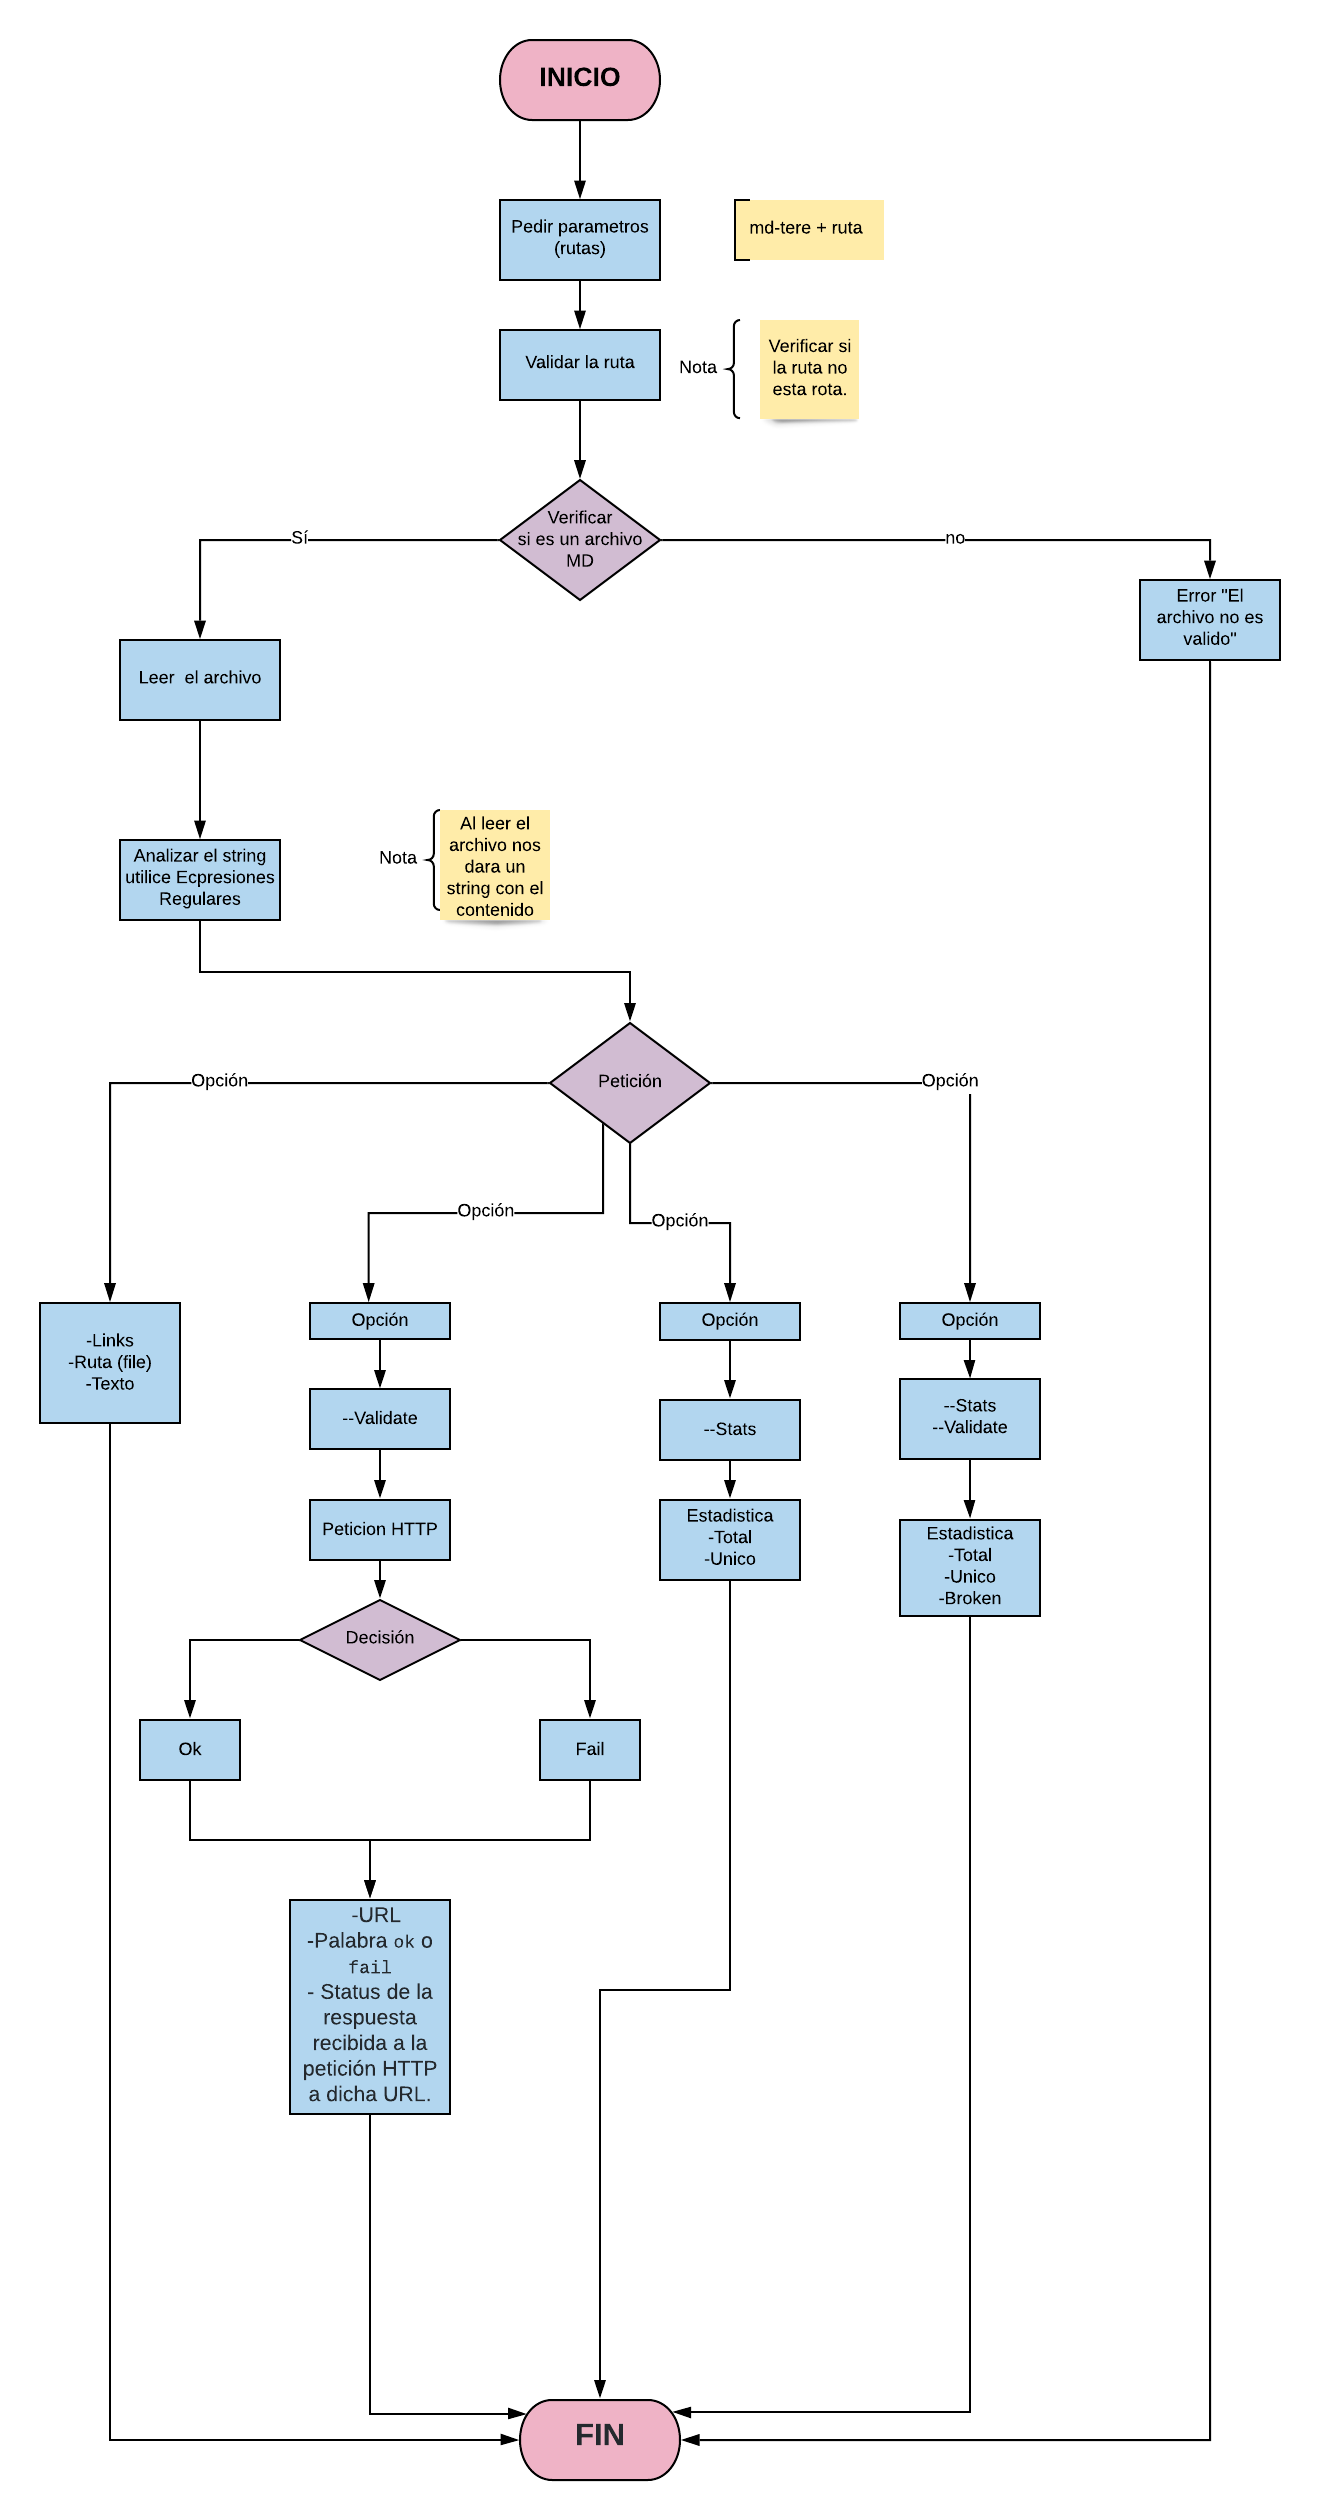 INICIO
Pedir parametros
(rutas)
md-tere + ruta
Validar la ruta
Nota
Verificar si
la ruta no
esta rota.
Verificar
si es un archivo
MD
Sí
no
Error "El
archivo no es
valido"
Leer  el archivo
Analizar el string
utilice Ecpresiones
Regulares
Nota
Al leer el
archivo nos
dara un
string con el
contenido
Petición
Opción
Opción
Opción
Opción
-Links
-Ruta (file)
-Texto
Opción
--Validate
Peticion HTTP
Decisión
Ok
Fail
-URL
-Palabra ok o
fail
- Status de la
respuesta
recibida a la
petición HTTP
a dicha URL.
Opción
--Stats
Estadistica
-Total
-Unico
Opción
--Stats
--Validate
Estadistica
-Total
-Unico
-Broken
FIN